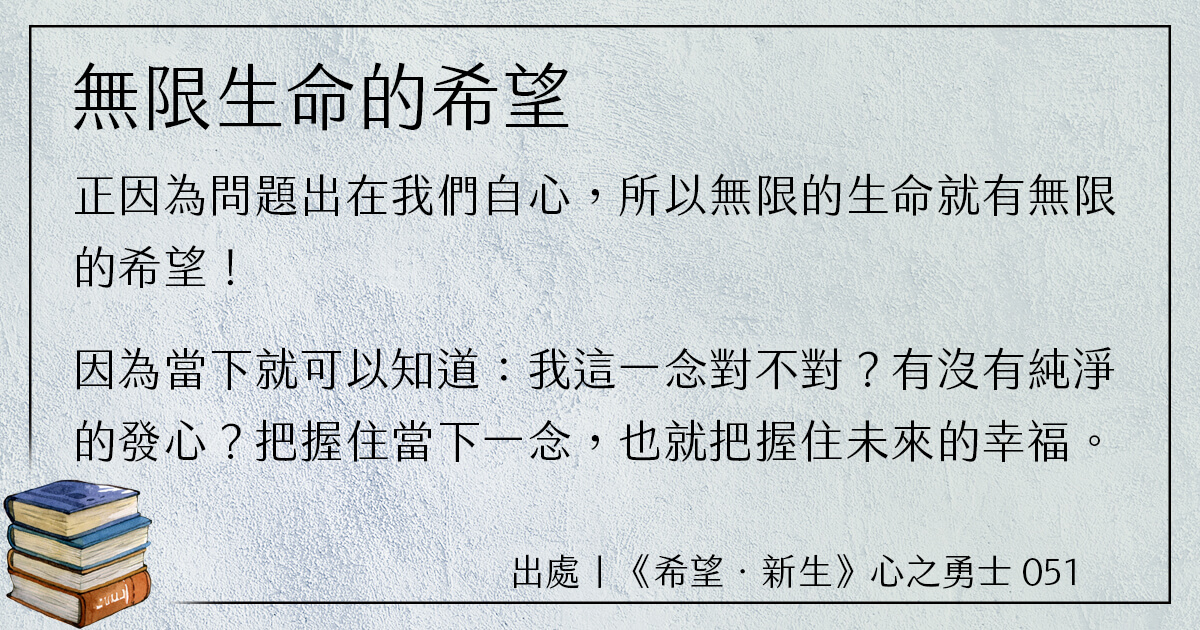 無限生命的希望
正因為問題出在我們自心，所以無限的生命就有無限
的希望！
因為當下就可以知道：我這一念對不對？有沒有純淨
的發心？把握住當下一念，也就把握住未來的幸福。
出處｜《希望．新生》心之勇士 051